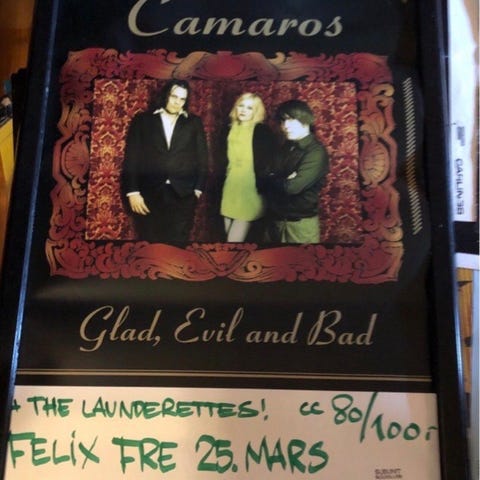 Camaros
Glad, Evil and Bad
+ THE LAUNDERETTES! CC 80/100,-
FELIX FRE 25. MARS